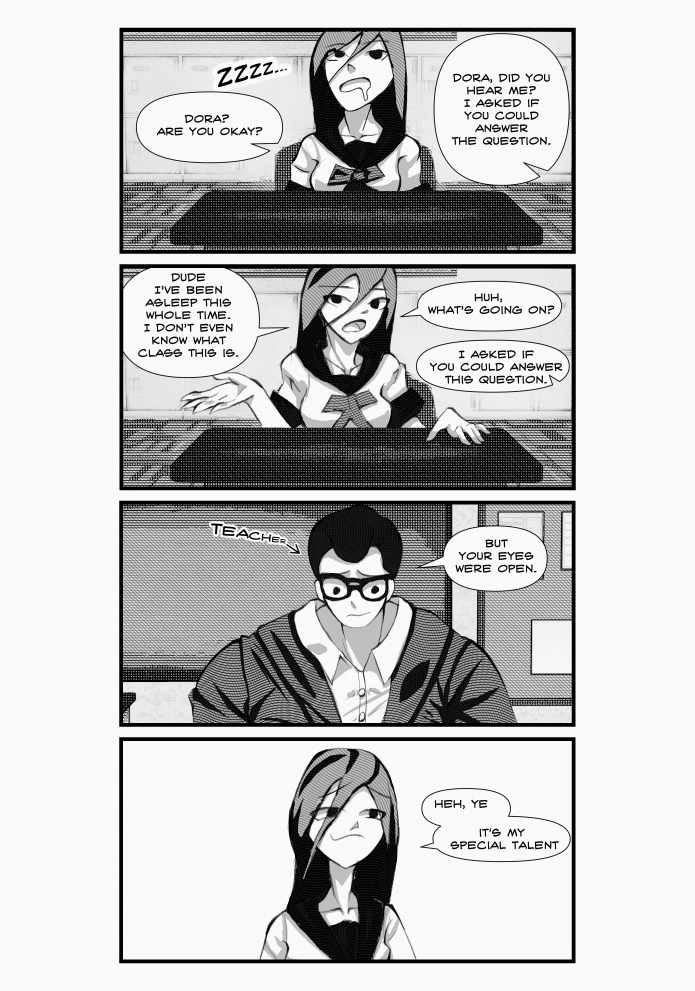 ZZZZ...
DORA?
ARE YOU OKAY?
DORA, DID YOU
HEAR ME?
I ASKED IF
YOU COULD
ANSWER
THE QUESTION.
HUH,
WHAT'S GOING ON?
I ASKED IF
YOU COULD ANSWER
THIS QUESTION.
DUDE
I'VE BEEN
ASLEEP THIS
WHOLE TIME.
I DON'T EVEN
KNOW WHAT
CLASS THIS IS.
TEACHER
BUT
YOUR EYES
WERE OPEN.
HEH, YE
IT'S MY
SPECIAL TALENT